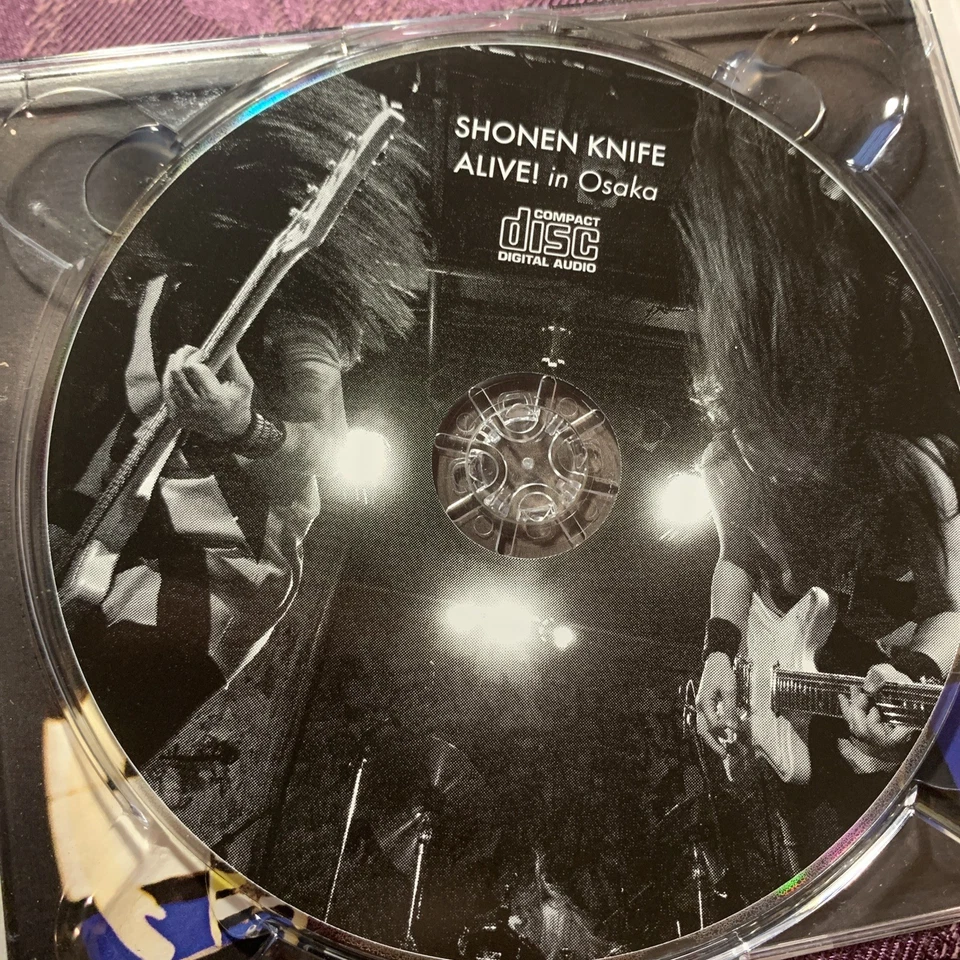 SHONEN KNIFE
ALIVE! in Osaka
COMPACT
disc
DIGITAL AUDIO